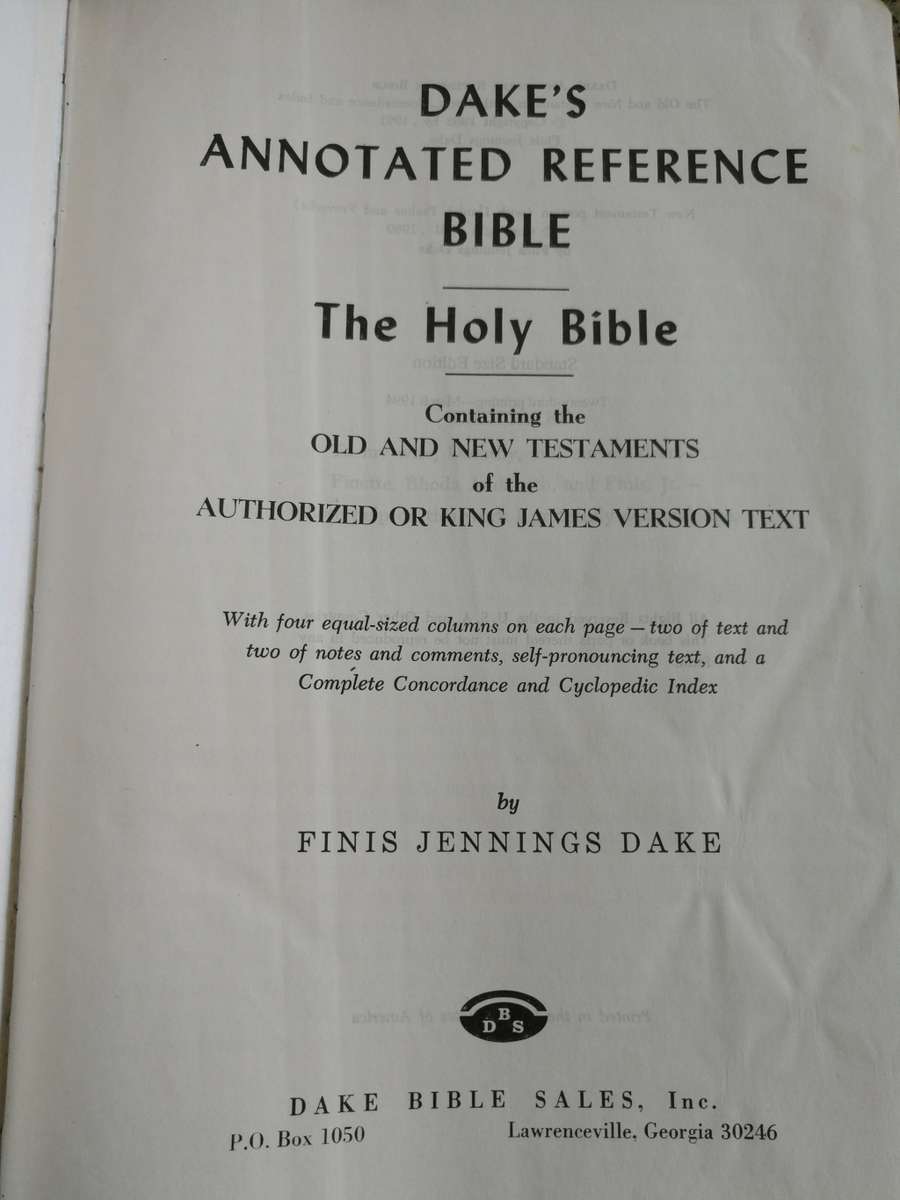 DAKE'S
ANNOTATED REFERENCE
BIBLE
The Holy Bible
Containing the
OLD AND NEW TESTAMENTS
of the
AUTHORIZED OR KING JAMES VERSION TEXT
With four equal-sized columns on each page — two of text and
two of notes and comments, self-pronouncing text, and a
Complete Concordance and Cyclopedic Index
by
FINIS JENNINGS DAKE
DBS
DAKE BIBLE SALES, Inc.
P.O. Box 1050 Lawrenceville, Georgia 30246